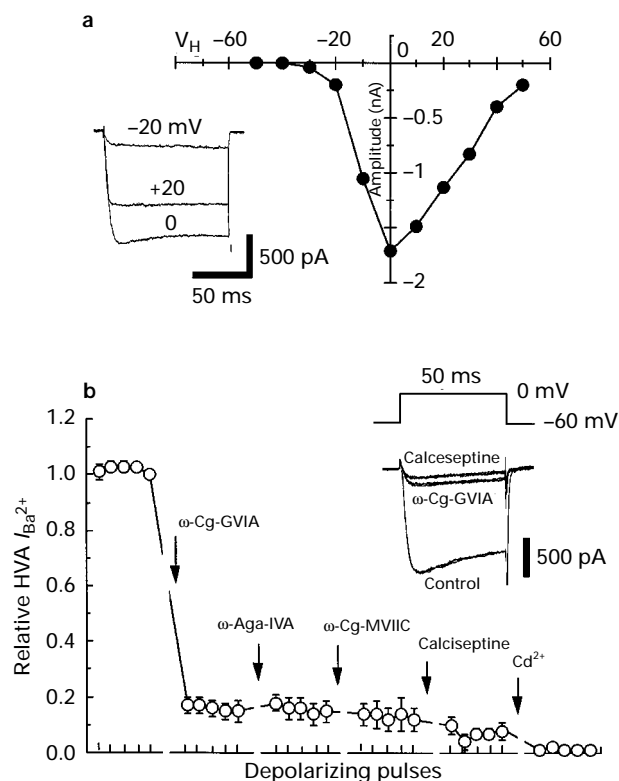 a
V_H −60 −20 0 20 60
Amplitude (nA)
−0.5
−1
−2
−20 mV
+20
0
500 pA
50 ms
b
50 ms
0 mV
−60 mV
Calceseptine
ω-Cg-GVIA
Control
500 pA
Relative HVA I_Ba²⁺
1.2
1.0
0.8
0.6
0.4
0.2
0.0
ω-Cg-GVIA
ω-Aga-IVA
ω-Cg-MVIIC
Calciseptine
Cd²⁺
Depolarizing pulses